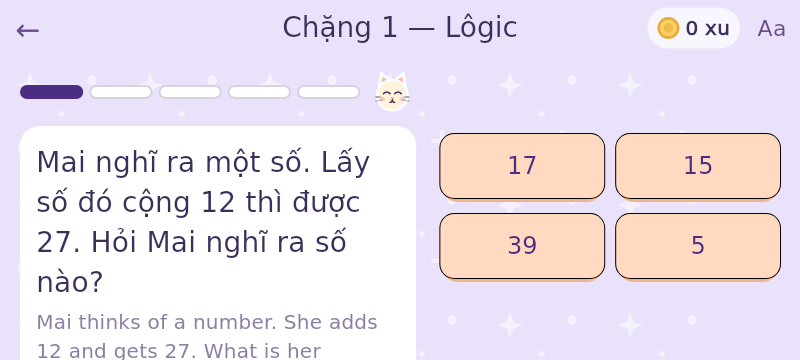 ←
Chặng 1 — Lôgic
0 xu
Aa
Mai nghĩ ra một số. Lấy
số đó cộng 12 thì được
27. Hỏi Mai nghĩ ra số
nào?
Mai thinks of a number. She adds
12 and gets 27. What is her
17
15
39
5